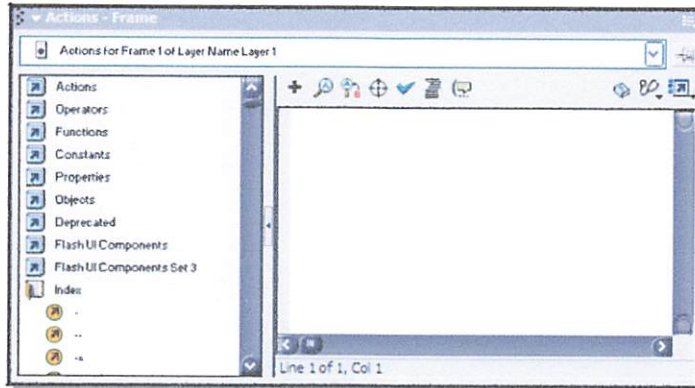 Actions - Frame
Actions for Frame 1 of Layer Name Layer 1
Actions
Operators
Functions
Constants
Properties
Objects
Deprecated
Flash UI Components
Flash UI Components Set 3
Index
-
--
Line 1 of 1, Col 1